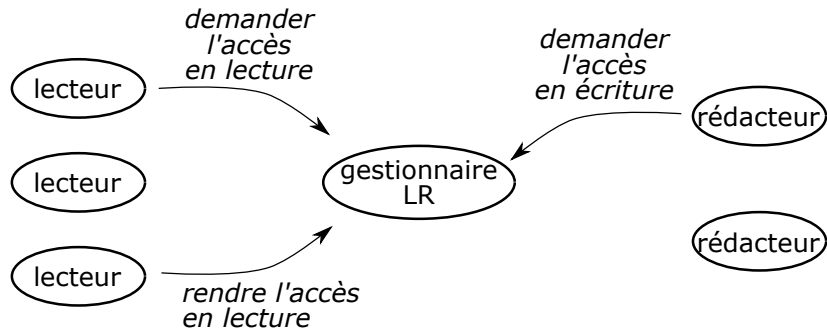 demander
l'accès
en lecture
lecteur
lecteur
lecteur
rendre l'accès
en lecture
gestionnaire
LR
demander
l'accès
en écriture
rédacteur
rédacteur